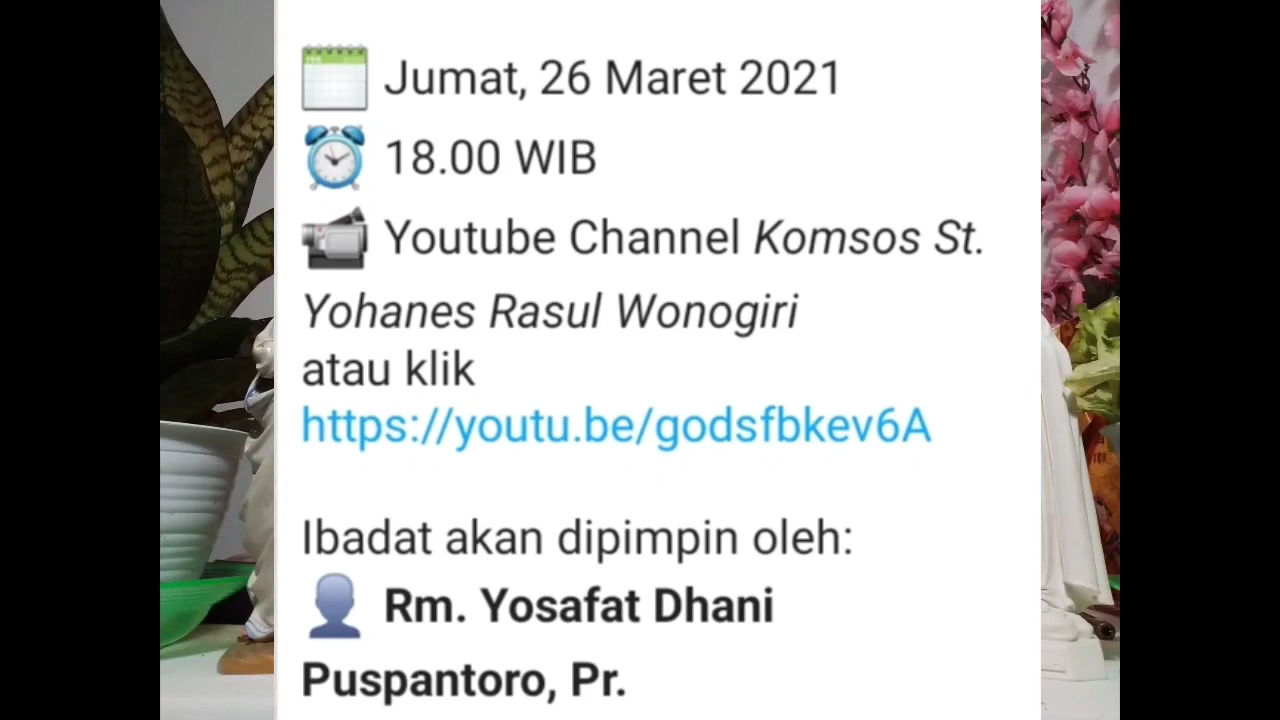 Jumat, 26 Maret 2021
18.00 WIB
Youtube Channel Komsos St.
Yohanes Rasul Wonogiri
atau klik
https://youtu.be/godsfbkev6A
Ibadat akan dipimpin oleh:
Rm. Yosafat Dhani
Puspantoro, Pr.